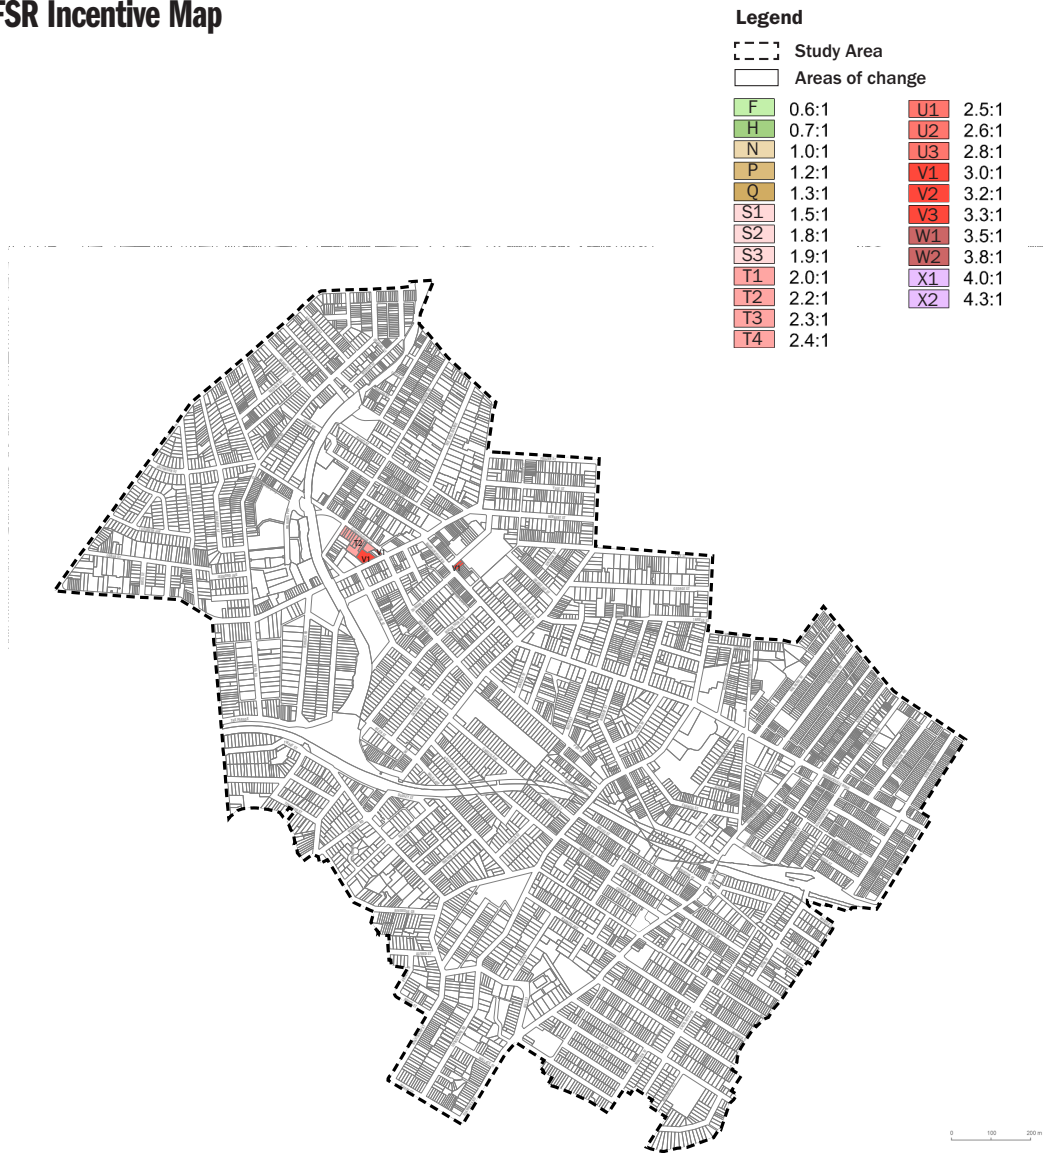 FSR Incentive Map
Legend
Study Area
Areas of change
F 0.6:1
H 0.7:1
N 1.0:1
P 1.2:1
Q 1.3:1
S1 1.5:1
S2 1.8:1
S3 1.9:1
T1 2.0:1
T2 2.2:1
T3 2.3:1
T4 2.4:1
U1 2.5:1
U2 2.6:1
U3 2.8:1
V1 3.0:1
V2 3.2:1
V3 3.3:1
W1 3.5:1
W2 3.8:1
X1 4.0:1
X2 4.3:1
T2
V1
V1
0 100 200 m